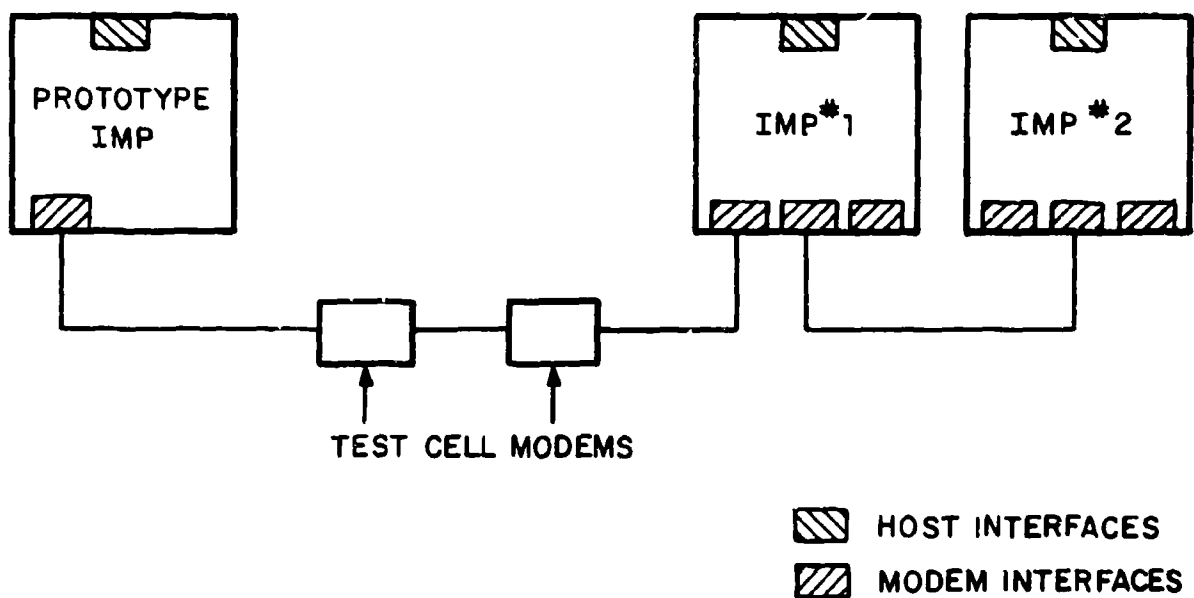 PROTOTYPE
IMP
IMP#1
IMP #2
TEST CELL MODEMS
HOST INTERFACES
MODEM INTERFACES